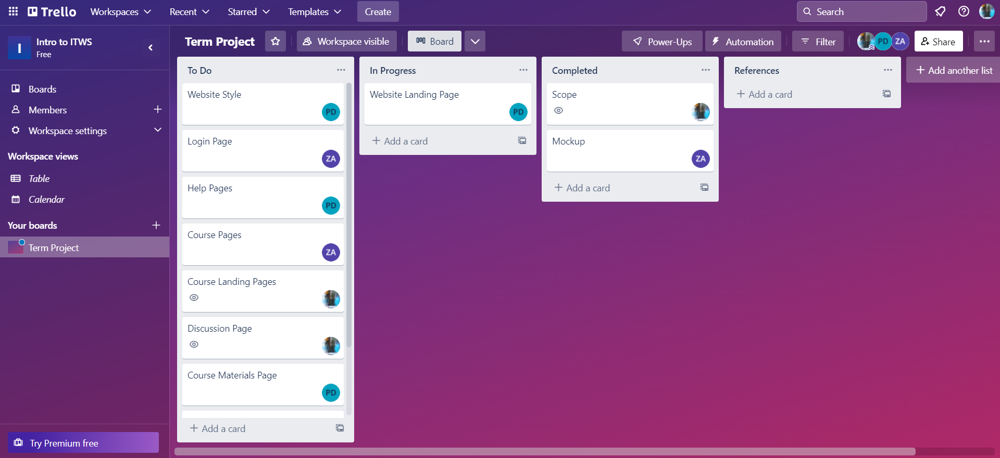 Trello
Workspaces
Recent
Starred
Templates
Create
Search
I
Intro to ITWS
Free
Term Project
Workspace visible
Board
Power-Ups
Automation
Filter
PD
ZA
Share
Boards
Members
Workspace settings
Workspace views
Table
Calendar
Your boards
Term Project
Try Premium free
To Do
Website Style
PD
Login Page
ZA
Help Pages
PD
Course Pages
ZA
Course Landing Pages
Discussion Page
Course Materials Page
PD
+ Add a card
In Progress
Website Landing Page
PD
+ Add a card
Completed
Scope
Mockup
ZA
+ Add a card
References
+ Add a card
+ Add another list